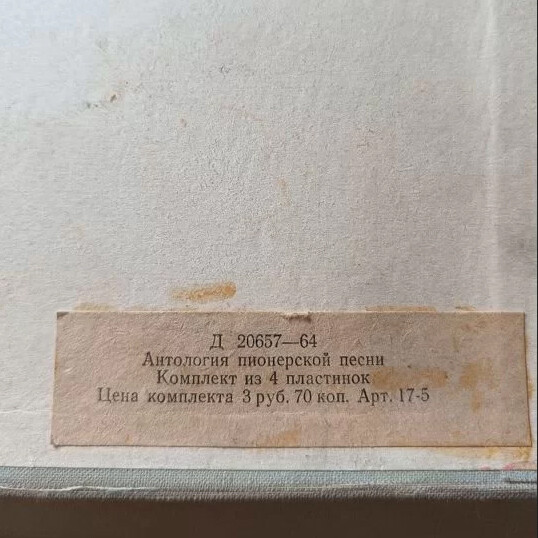 Д 20657—64
Антология пионерской песни
Комплект из 4 пластинок
Цена комплекта 3 руб. 70 коп. Арт. 17-5